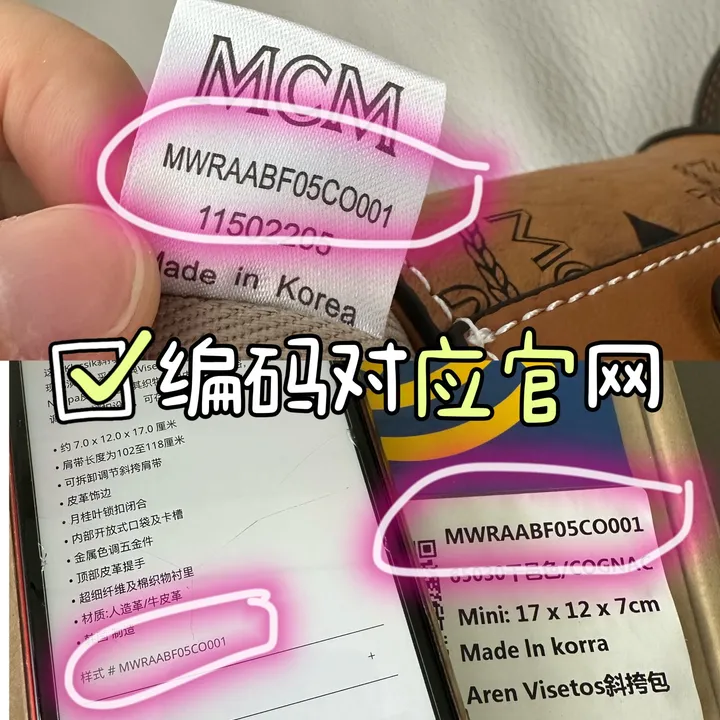 MCM
MWRAABF05CO001
11502205
Made in Korea
MCM
编码对应官网
• 约 7.0 x 12.0 x 17.0 厘米
• 肩带长度为102至118厘米
• 可拆卸调节斜挎肩带
• 皮革饰边
• 月桂叶锁扣闭合
• 内部开放式口袋及卡槽
• 金属色调五金件
• 顶部皮革提手
• 超细纤维及棉织物衬里
• 材质:人造革/牛皮革
制造
样式 # MWRAABF05CO001
+
MWRAABF05CO001
/COGNAC
Mini: 17 x 12 x 7cm
Made In korra
Aren Visetos斜挎包